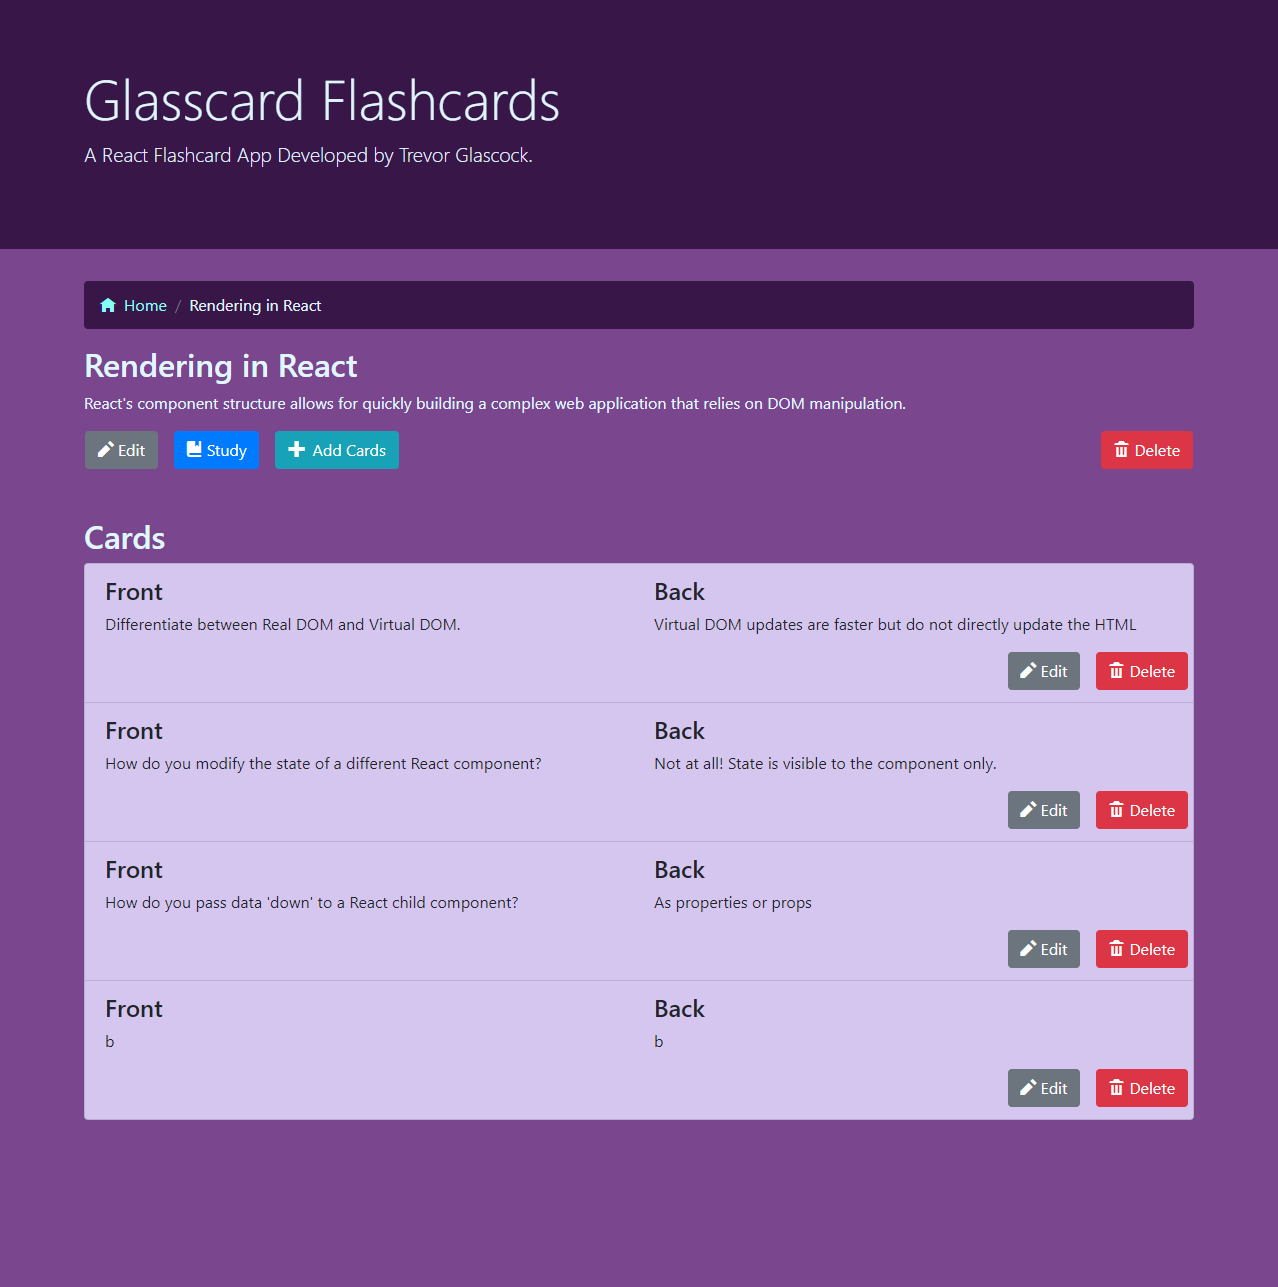 Glasscard Flashcards
A React Flashcard App Developed by Trevor Glascock.
Home / Rendering in React
Rendering in React
React's component structure allows for quickly building a complex web application that relies on DOM manipulation.
Edit Study Add Cards Delete
Cards
Front Back
Differentiate between Real DOM and Virtual DOM. Virtual DOM updates are faster but do not directly update the HTML
Edit Delete
Front Back
How do you modify the state of a different React component? Not at all! State is visible to the component only.
Edit Delete
Front Back
How do you pass data 'down' to a React child component? As properties or props
Edit Delete
Front Back
b b
Edit Delete